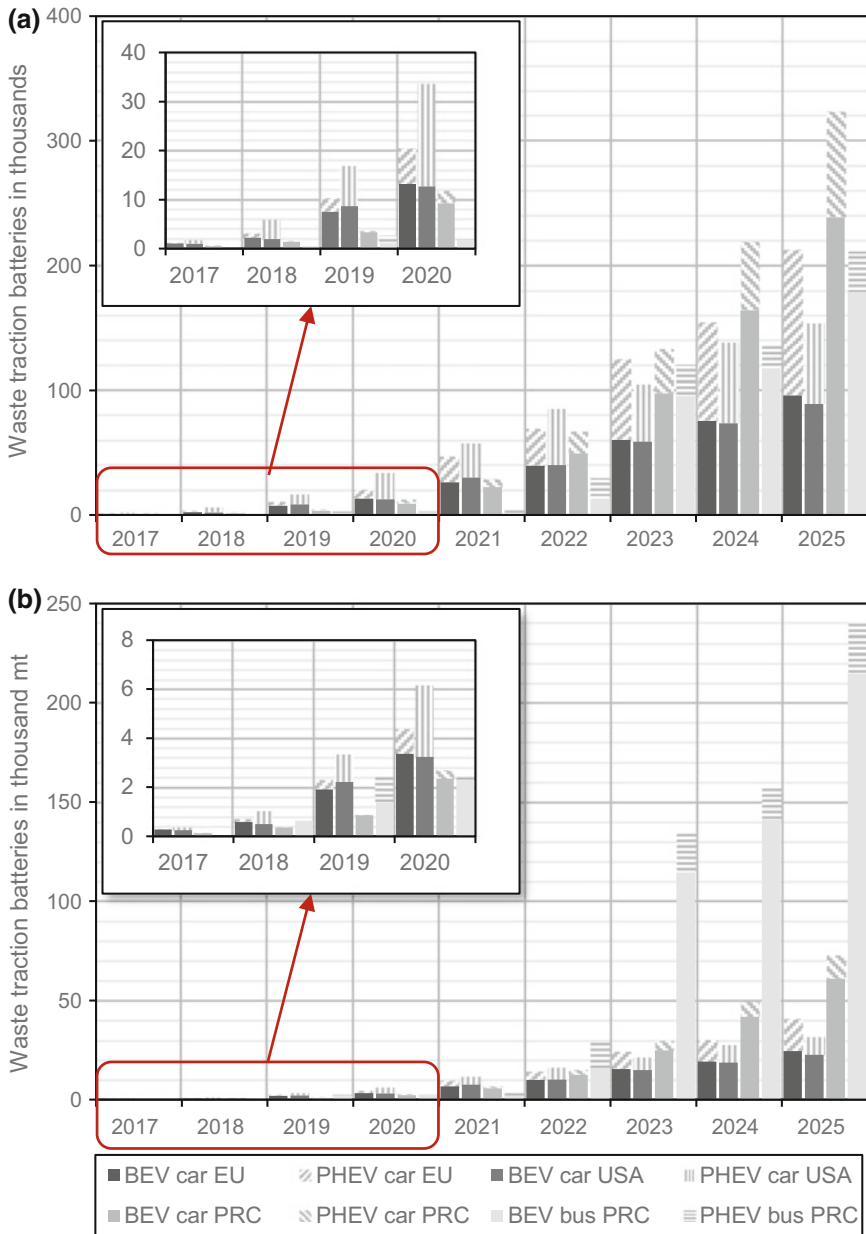 (a)
Waste traction batteries in thousands
400
300
200
100
0
40
30
20
10
0
2017 2018 2019 2020
2017 2018 2019 2020 2021 2022 2023 2024 2025
(b)
Waste traction batteries in thousand mt
250
200
150
100
50
0
8
6
4
2
0
2017 2018 2019 2020
2017 2018 2019 2020 2021 2022 2023 2024 2025
BEV car EU PHEV car EU BEV car USA PHEV car USA
BEV car PRC PHEV car PRC BEV bus PRC PHEV bus PRC